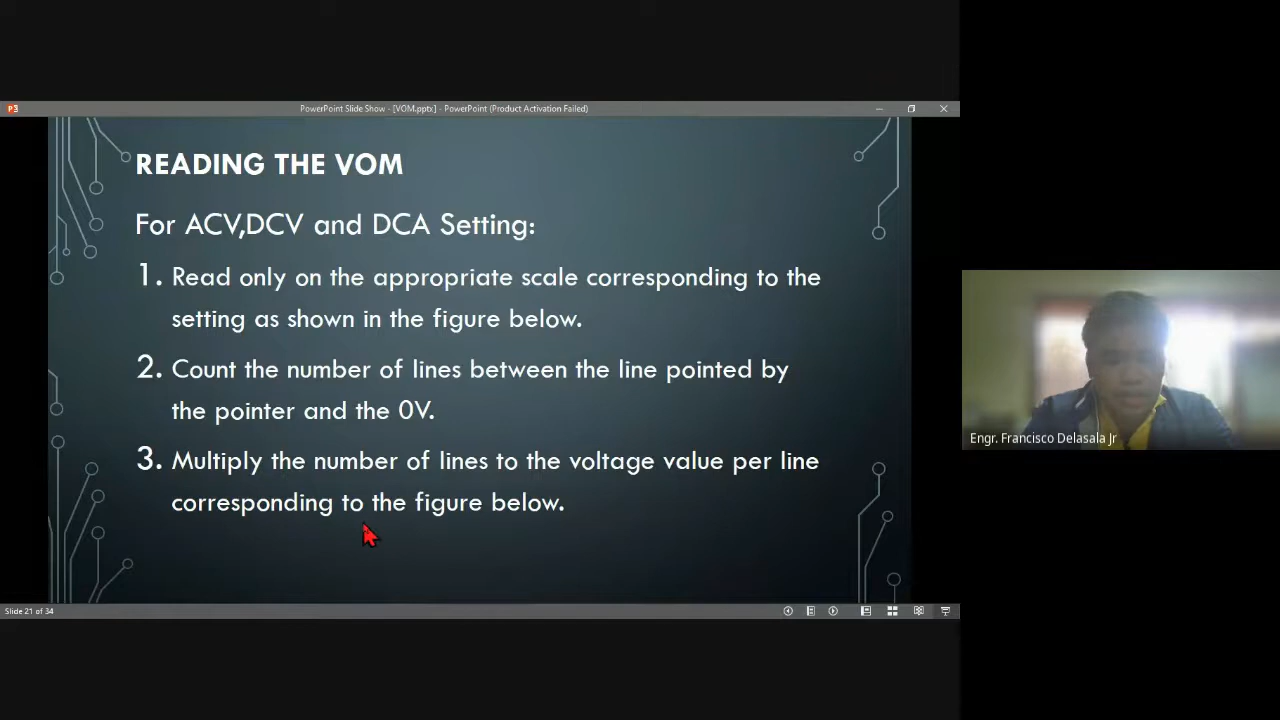 PowerPoint Slide Show - [VOM.pptx] - PowerPoint (Product Activation Failed)
READING THE VOM
For ACV,DCV and DCA Setting:
1. Read only on the appropriate scale corresponding to the
setting as shown in the figure below.
2. Count the number of lines between the line pointed by
the pointer and the 0V.
3. Multiply the number of lines to the voltage value per line
corresponding to the figure below.
Engr. Francisco Delasala Jr
Slide 21 of 34